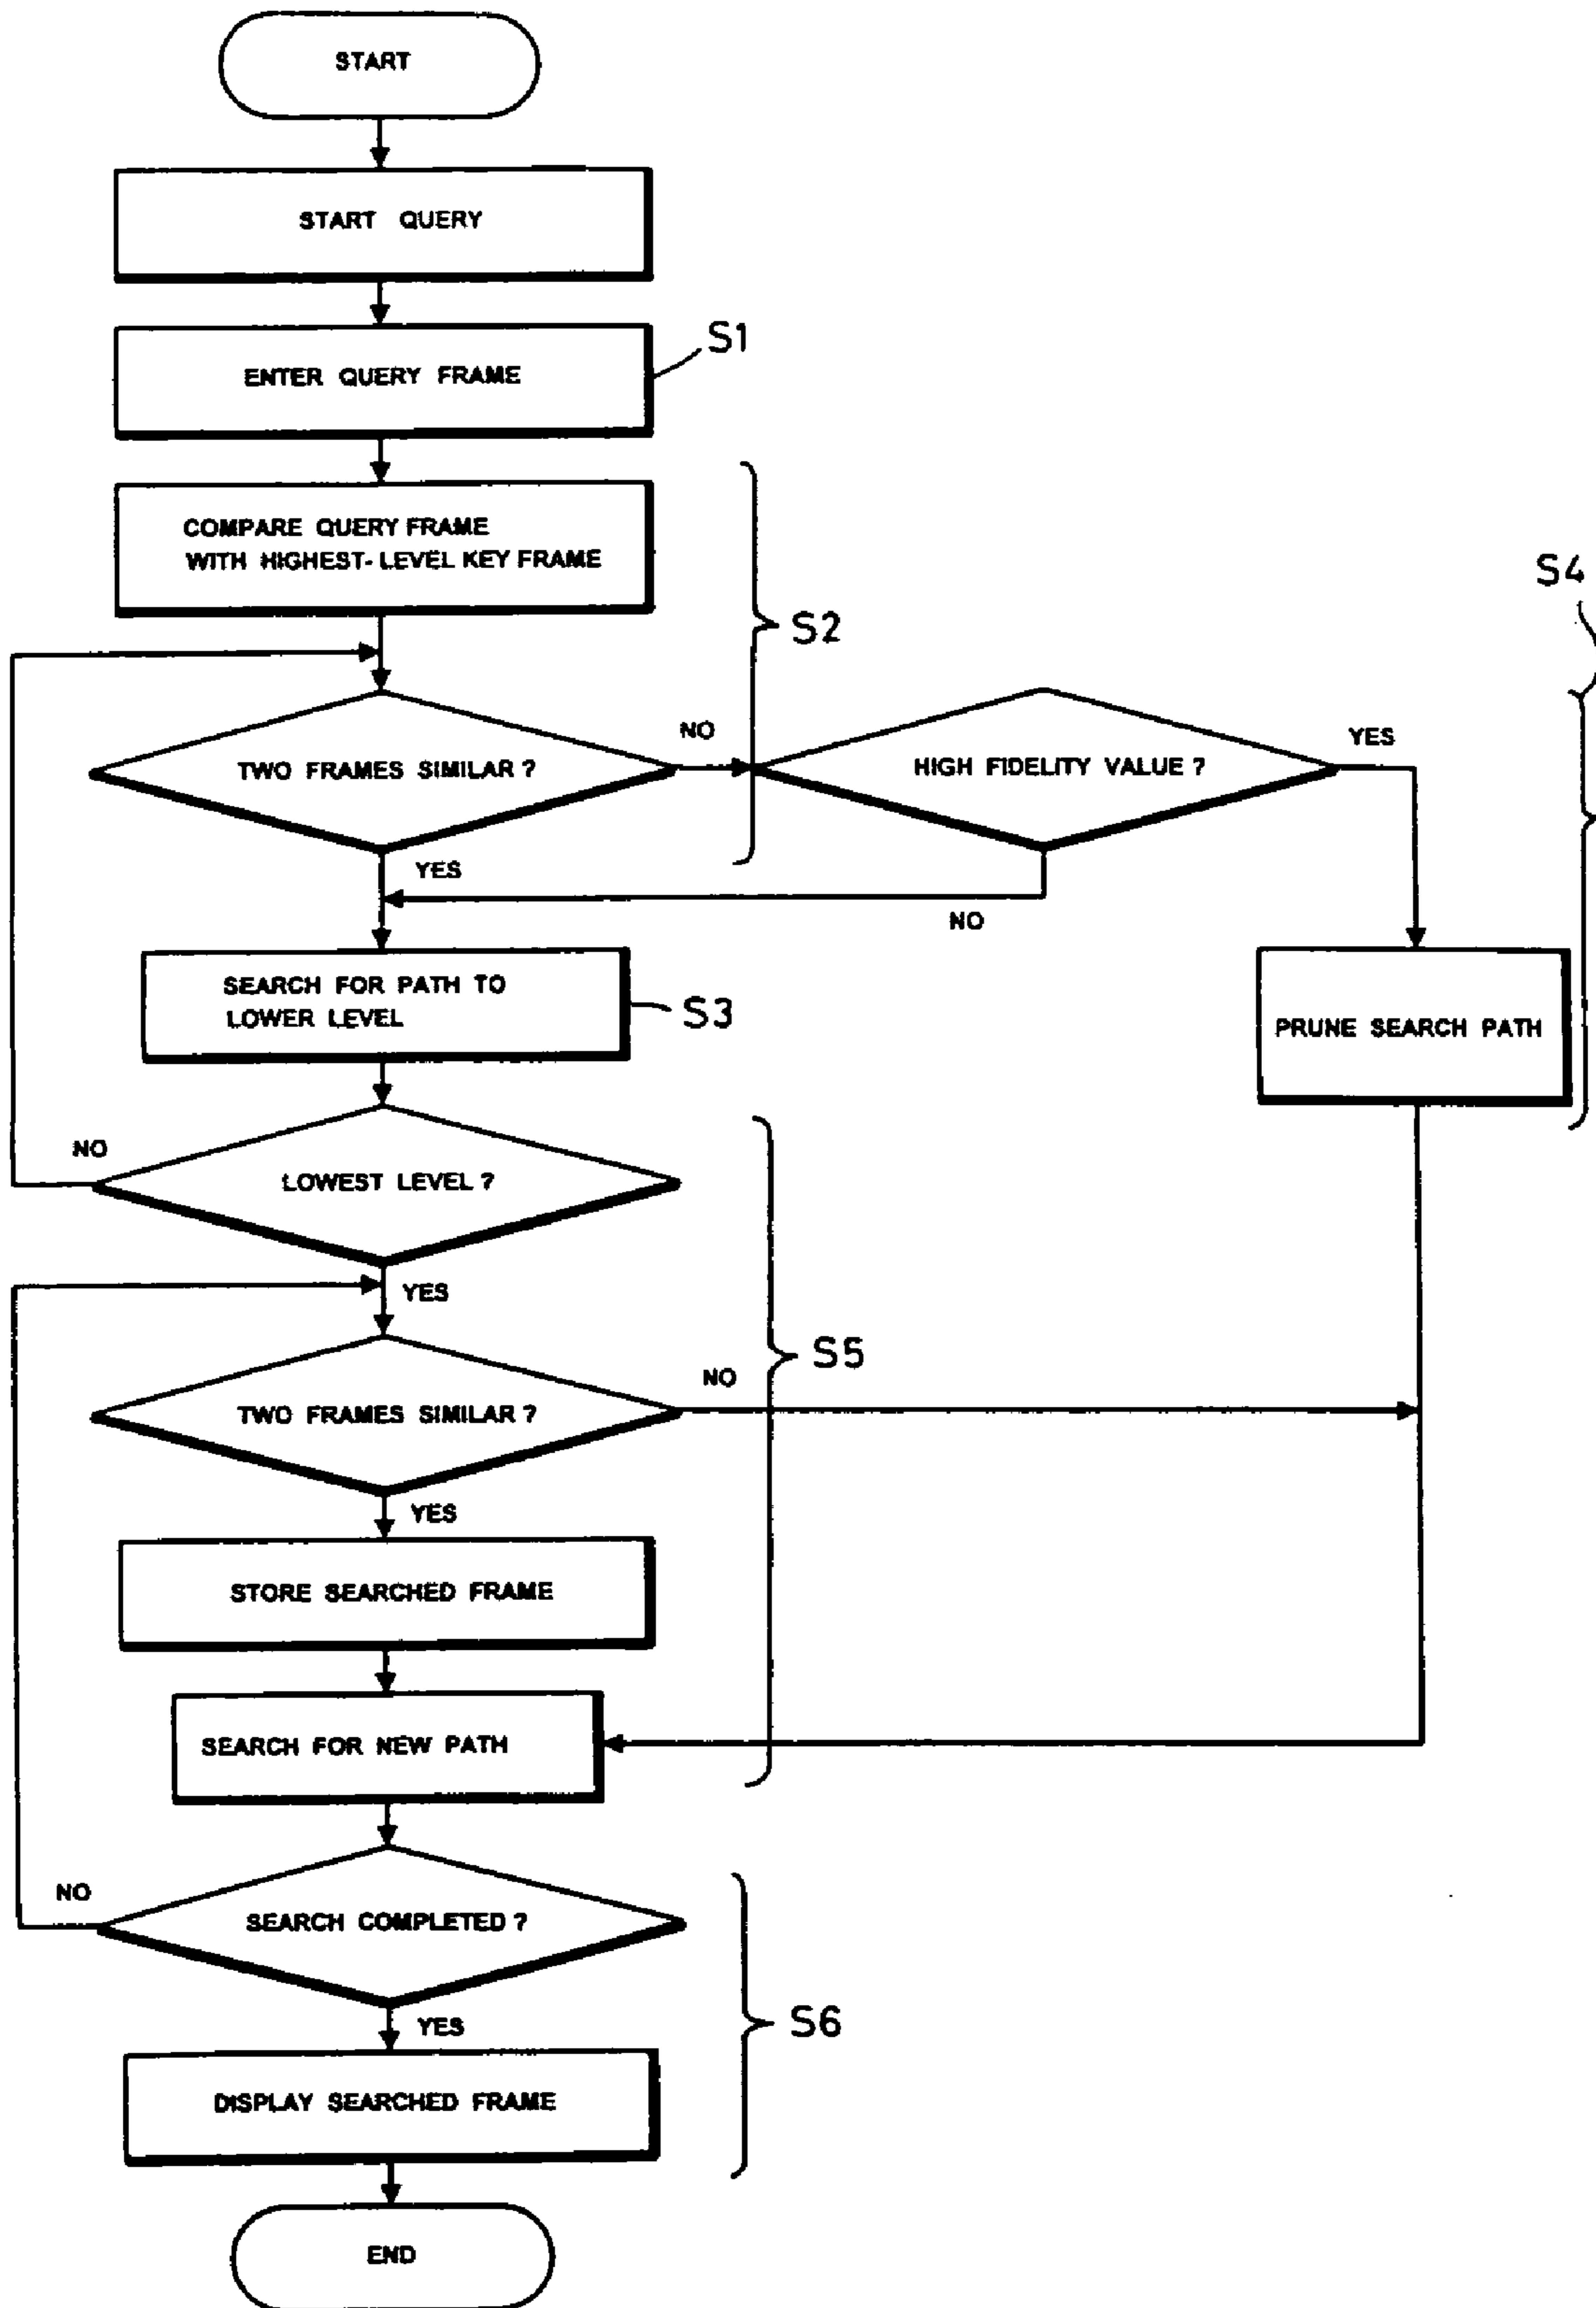 START
START QUERY
ENTER QUERY FRAME
S1
COMPARE QUERY FRAME
WITH HIGHEST-LEVEL KEY FRAME
S2
S4
TWO FRAMES SIMILAR ?
NO
HIGH FIDELITY VALUE ?
YES
YES
NO
SEARCH FOR PATH TO
LOWER LEVEL
S3
PRUNE SEARCH PATH
NO
LOWEST LEVEL ?
YES
S5
TWO FRAMES SIMILAR ?
NO
YES
STORE SEARCHED FRAME
SEARCH FOR NEW PATH
NO
SEARCH COMPLETED ?
YES
S6
DISPLAY SEARCHED FRAME
END